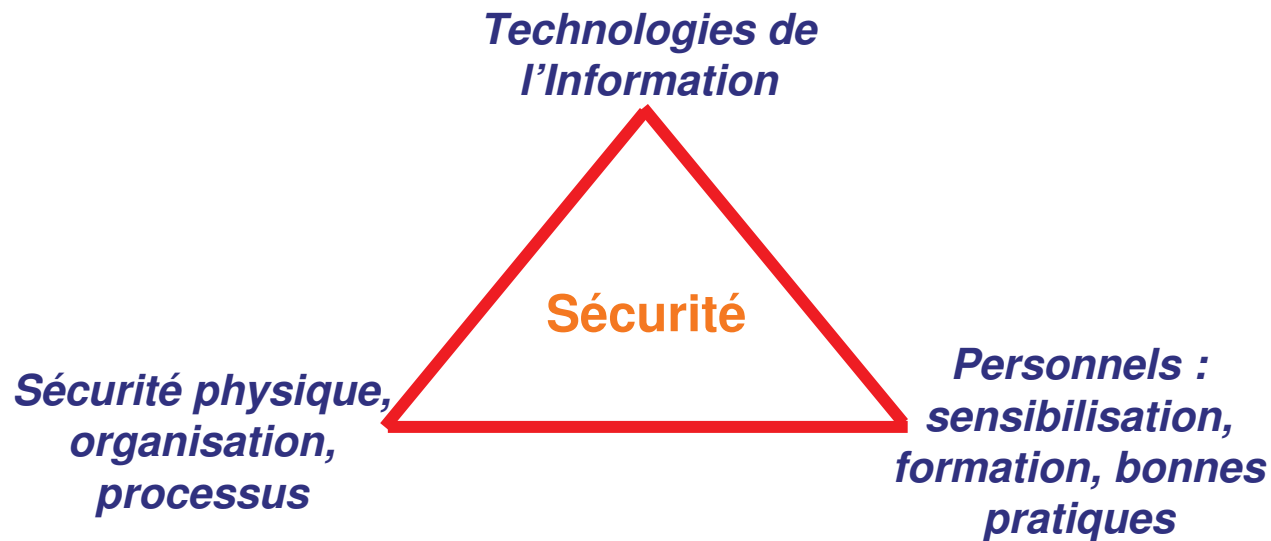 Technologies de
l’Information
Sécurité
Sécurité physique,
organisation,
processus
Personnels :
sensibilisation,
formation, bonnes
pratiques